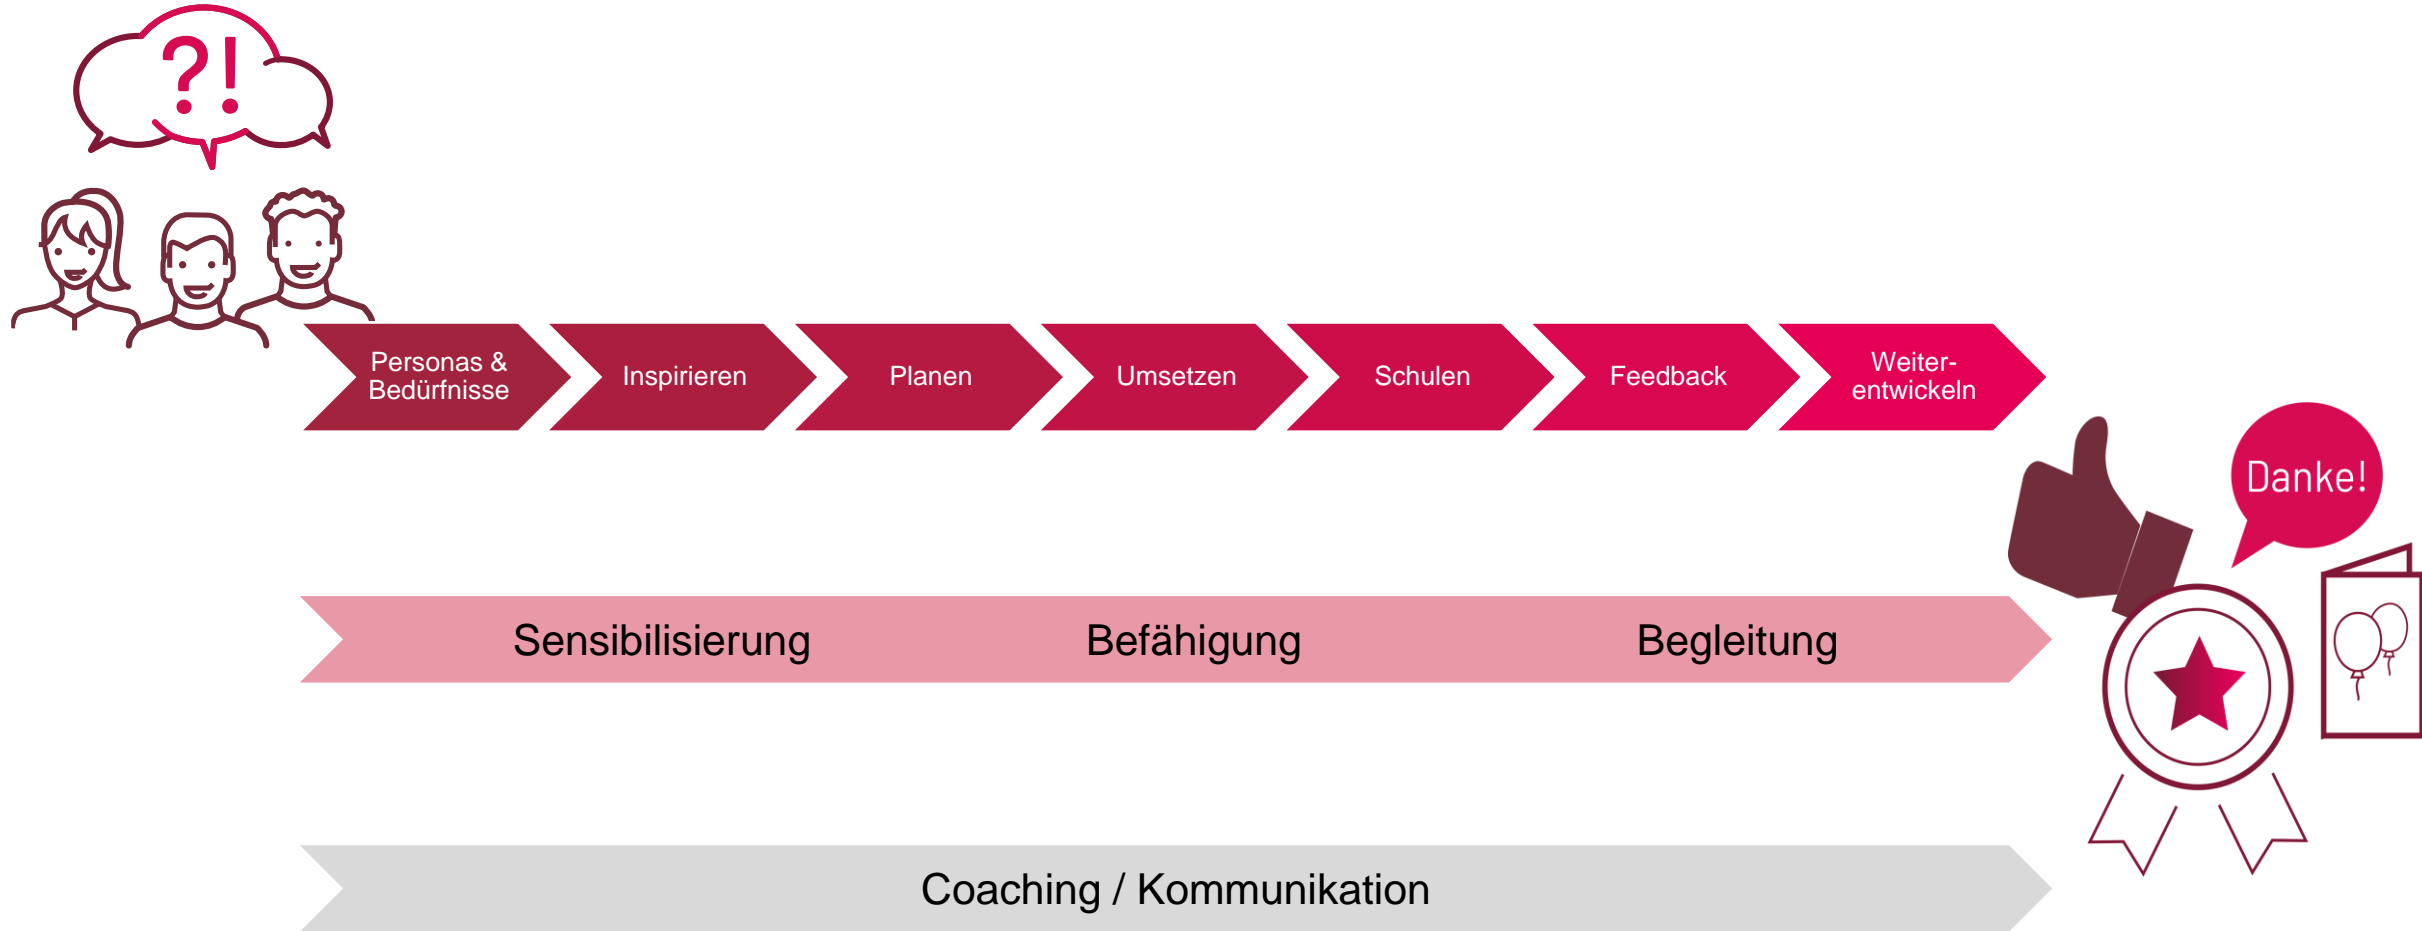 ?!
Personas &
Bedürfnisse
Inspirieren
Planen
Umsetzen
Schulen
Feedback
Weiter-
entwickeln
Danke!
Sensibilisierung
Befähigung
Begleitung
Coaching / Kommunikation